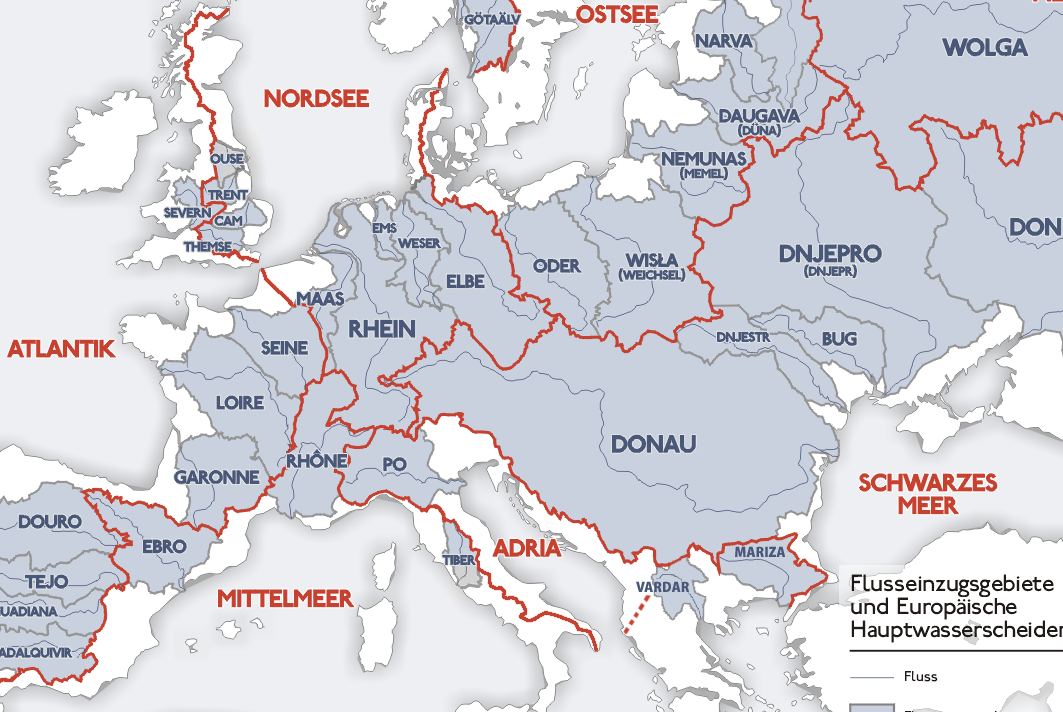 GÖTAÄLV
OSTSEE
NARVA
WOLGA
NORDSEE
DAUGAVA
(DÜNA)
OUSE
NEMUNAS
(MEMEL)
TRENT
SEVERN
CAM
THEMSE
EMS
WESER
DON
DNJEPRO
(DNJEPR)
ELBE
ODER
WISŁA
(WEICHSEL)
MAAS
RHEIN
ATLANTIK
SEINE
DNJESTR
BUG
LOIRE
DONAU
RHÔNE
PO
GARONNE
SCHWARZES
MEER
DOURO
EBRO
ADRIA
MARIZA
TIBER
TEJO
VARDAR
MITTELMEER
UADIANA
ADALQUIVIR
Flusseinzugsgebiete
und Europäische
Hauptwasserscheiden
Fluss